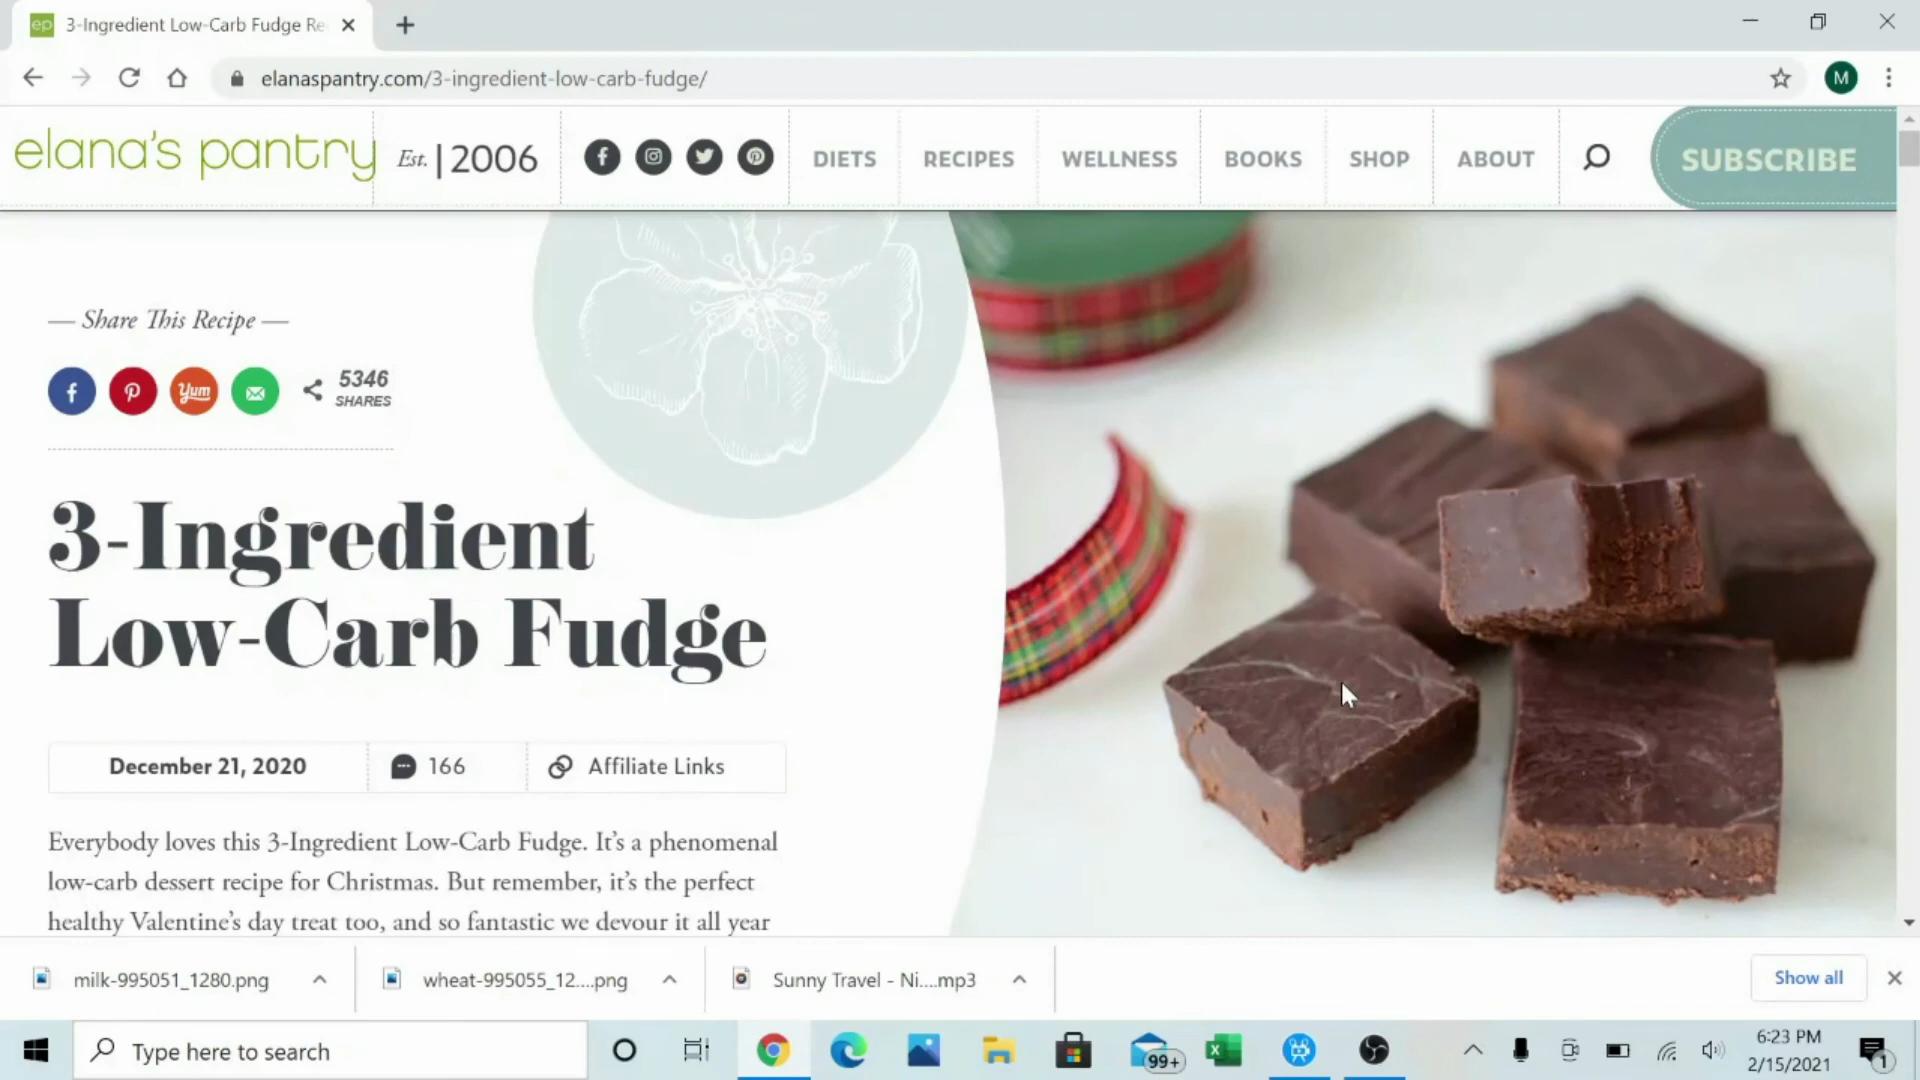 ep 3-Ingredient Low-Carb Fudge Re
elanaspantry.com/3-ingredient-low-carb-fudge/
M
elana's pantry Est. | 2006
DIETS RECIPES WELLNESS BOOKS SHOP ABOUT SUBSCRIBE
— Share This Recipe —
Yum
5346
SHARES
3-Ingredient
Low-Carb Fudge
December 21, 2020 166 Affiliate Links
Everybody loves this 3-Ingredient Low-Carb Fudge. It's a phenomenal
low-carb dessert recipe for Christmas. But remember, it's the perfect
healthy Valentine's day treat too, and so fantastic we devour it all year
milk-995051_1280.png wheat-995055_12....png Sunny Travel - Ni....mp3 Show all
Type here to search
99+
6:23 PM
2/15/2021
1